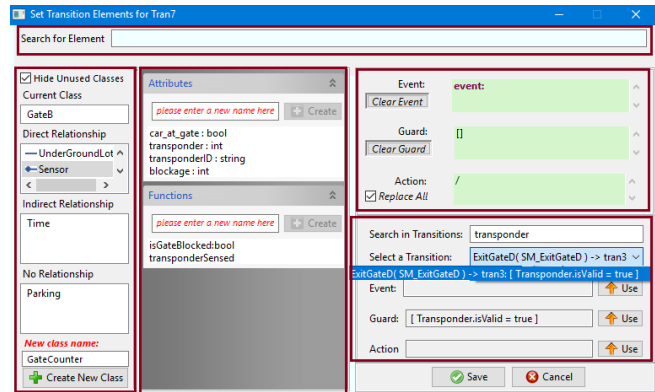 Set Transition Elements for Tran7
Search for Element
Hide Unused Classes
Current Class
GateB
Direct Relationship
UnderGroundLot
Sensor
Indirect Relationship
Time
No Relationship
Parking
New class name:
GateCounter
Create New Class
Attributes
please enter a new name here
Create
car_at_gate : bool
transponder : int
transponderID : string
blockage : int
Functions
please enter a new name here
Create
isGateBlocked:bool
transponderSensed
Event:
event:
Clear Event
Guard:
[]
Clear Guard
Action:
/
Replace All
Search in Transitions: transponder
Select a Transition: ExitGateD( SM_ExitGateD ) -> tran3
ExitGateD( SM_ExitGateD ) -> tran3: [ Transponder.isValid = true ]
Event: Use
Guard: [ Transponder.isValid = true ] Use
Action Use
Save Cancel